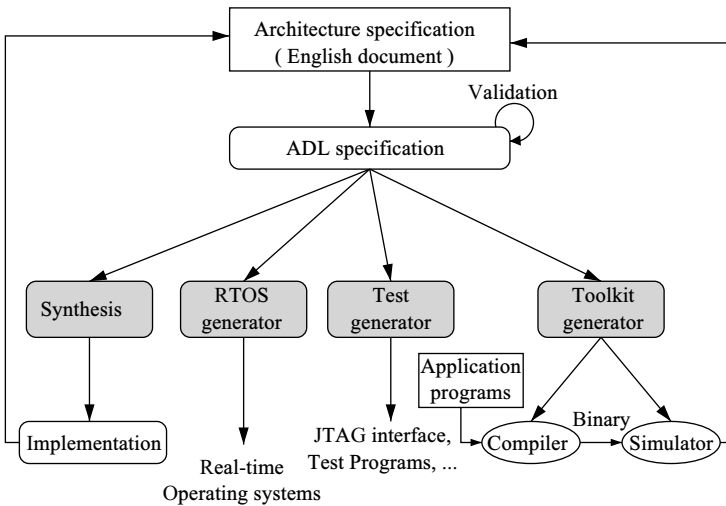 Architecture specification
( English document )
Validation
ADL specification
Synthesis
RTOS
generator
Test
generator
Toolkit
generator
Application
programs
Implementation
Real-time
Operating systems
JTAG interface,
Test Programs, ...
Compiler
Binary
Simulator